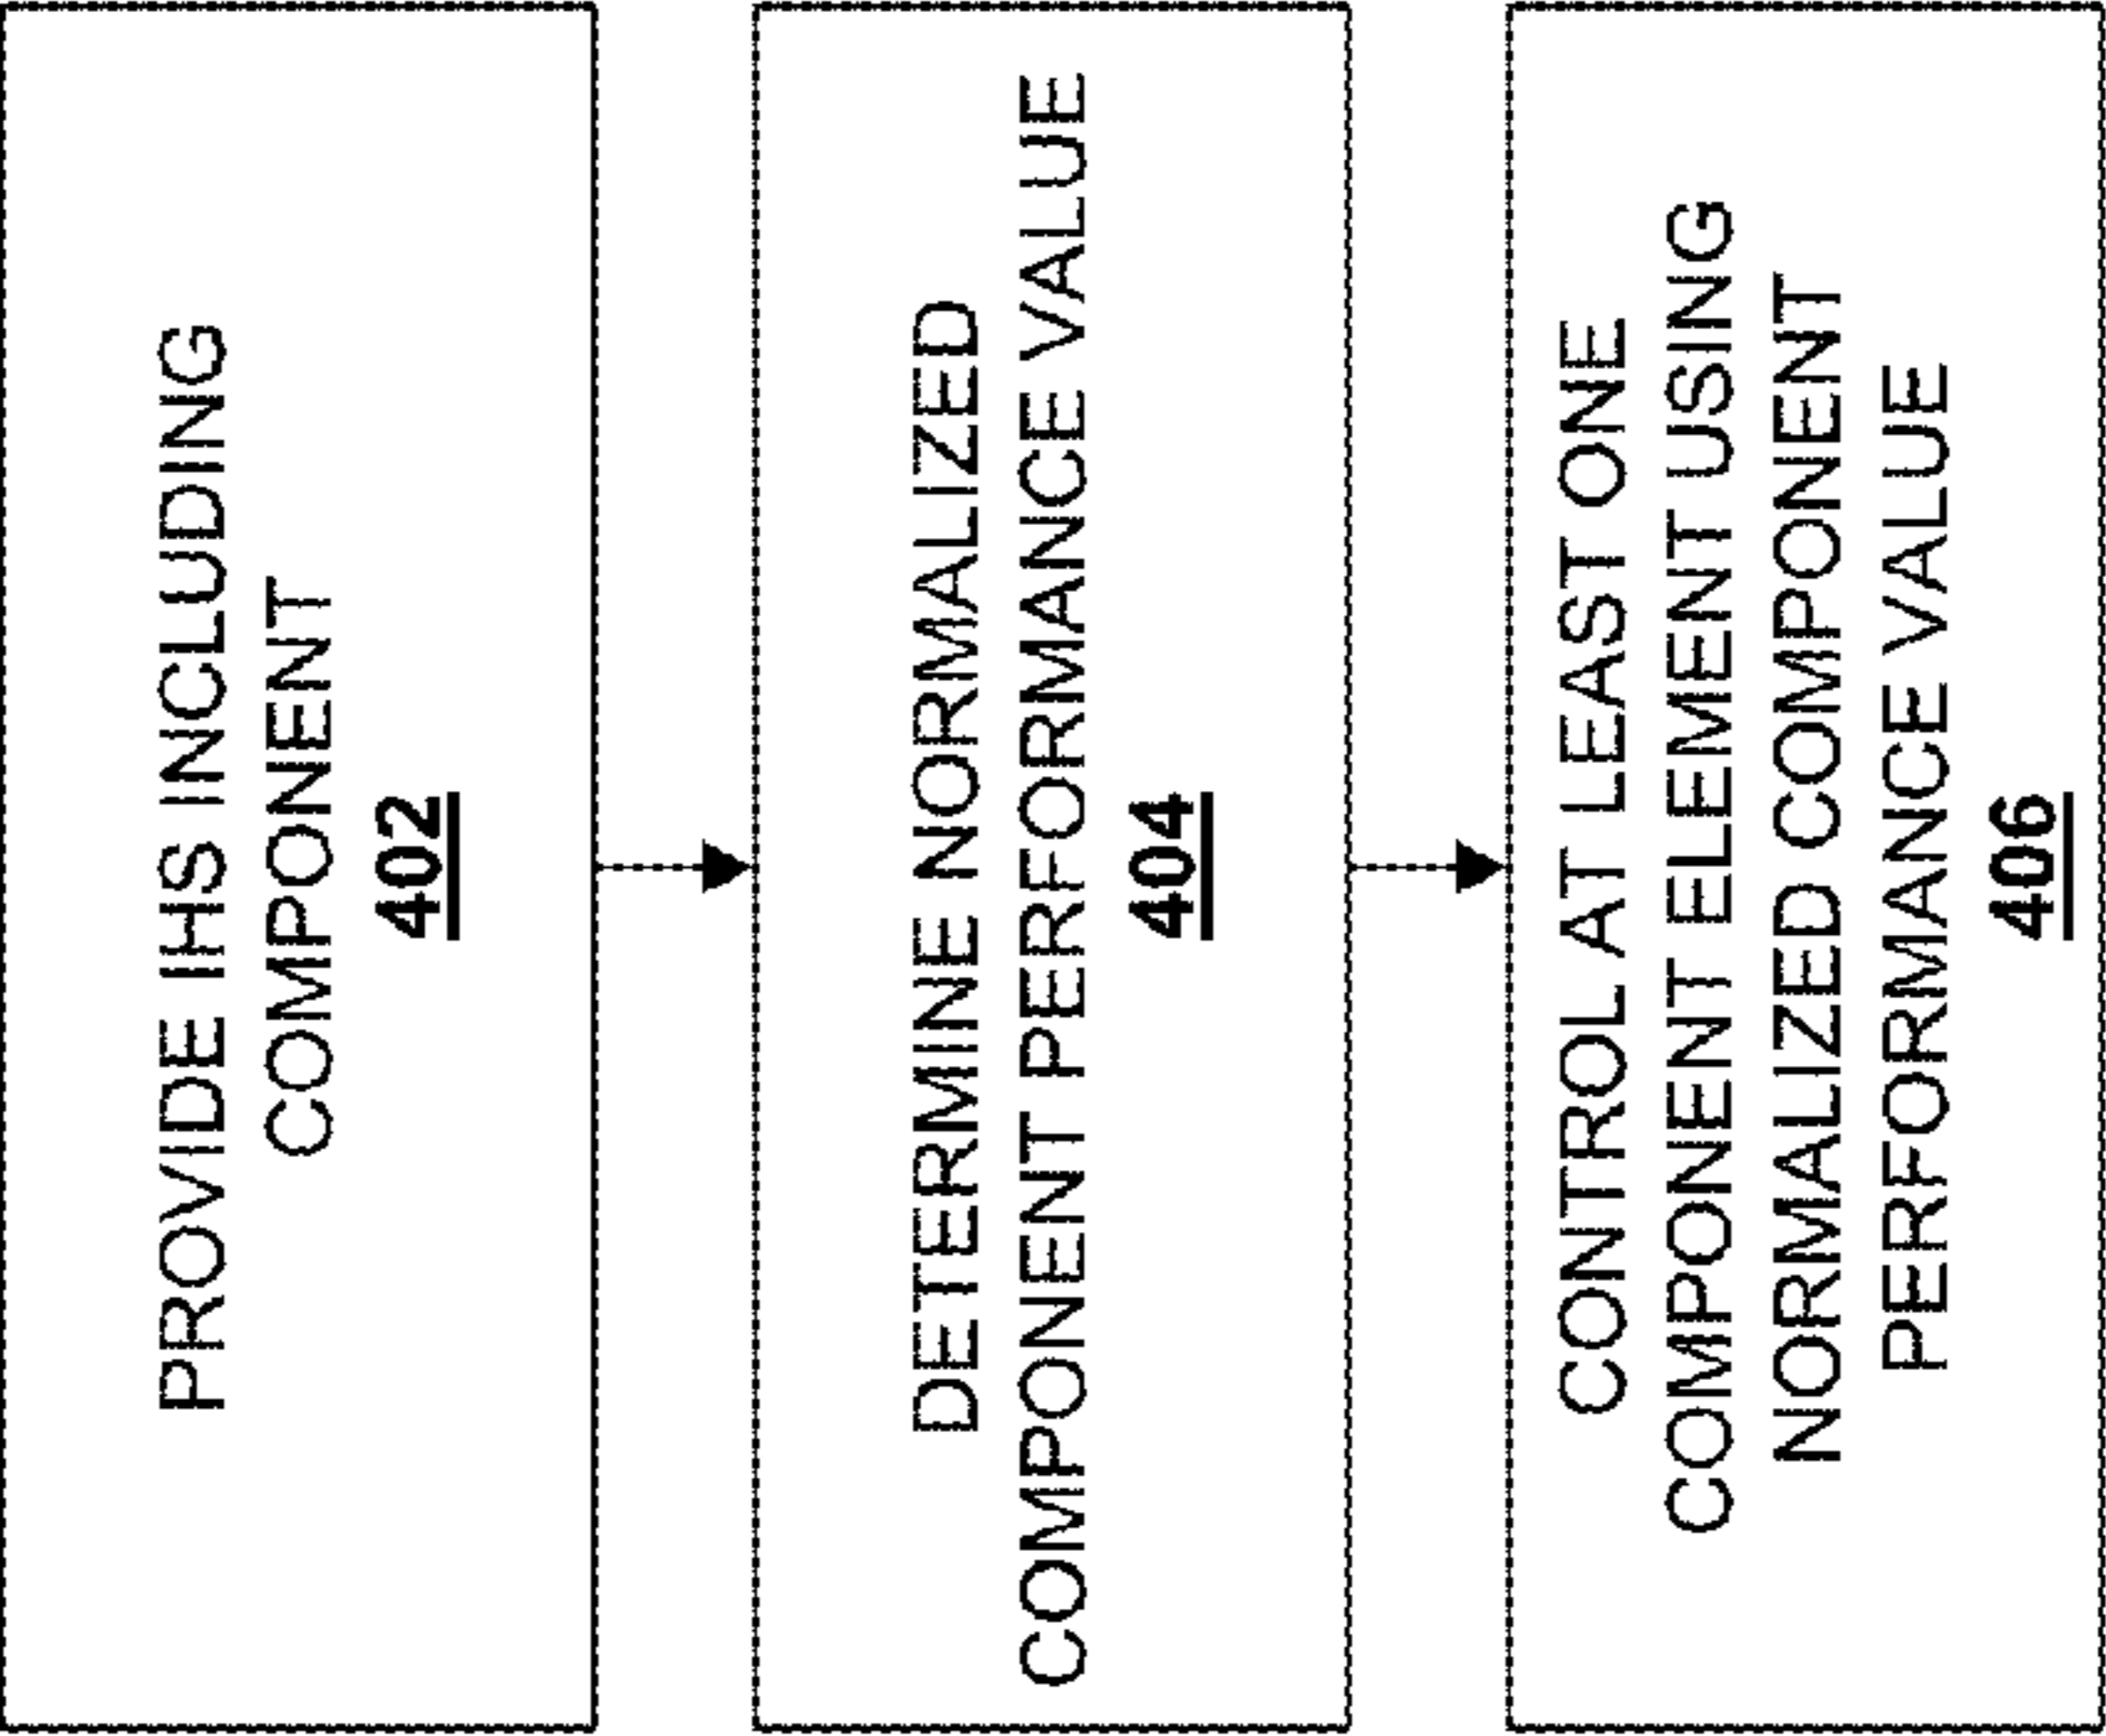 PROVIDE IHS INCLUDING
COMPONENT
402
DETERMINE NORMALIZED
COMPONENT PERFORMANCE VALUE
404
CONTROL AT LEAST ONE
COMPONENT ELEMENT USING
NORMALIZED COMPONENT
PERFORMANCE VALUE
406